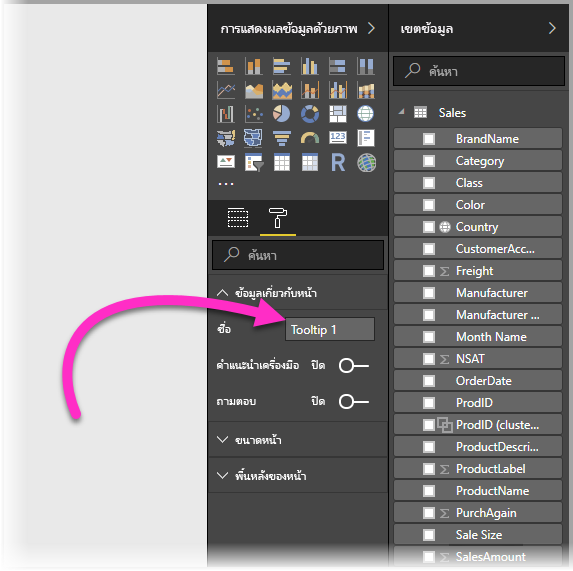 การแสดงผลข้อมูลด้วยภาพ
ค้นหา
ข้อมูลเกี่ยวกับหน้า
ชื่อ Tooltip 1
คำแนะนำเครื่องมือ ปิด
ถามตอบ ปิด
ขนาดหน้า
พื้นหลังของหน้า
เขตข้อมูล
ค้นหา
Sales
BrandName
Category
Class
Color
Country
CustomerAcc...
Freight
Manufacturer
Manufacturer ...
Month Name
NSAT
OrderDate
ProdID
ProdID (cluste...
ProductDescri...
ProductLabel
ProductName
PurchAgain
Sale Size
SalesAmount